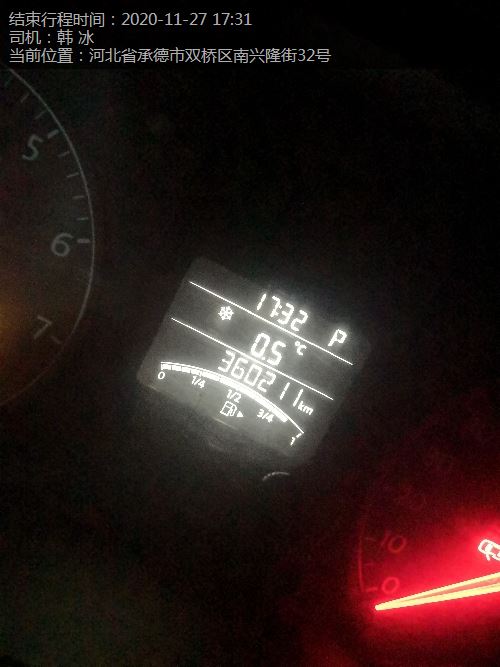 结束行程时间：2020-11-27 17:31
司机：韩 冰
当前位置：河北省承德市双桥区南兴隆街32号
5
6
7
17:32 P
0.5 °C
360211 km
0 1/4 1/2 3/4 1
10
0